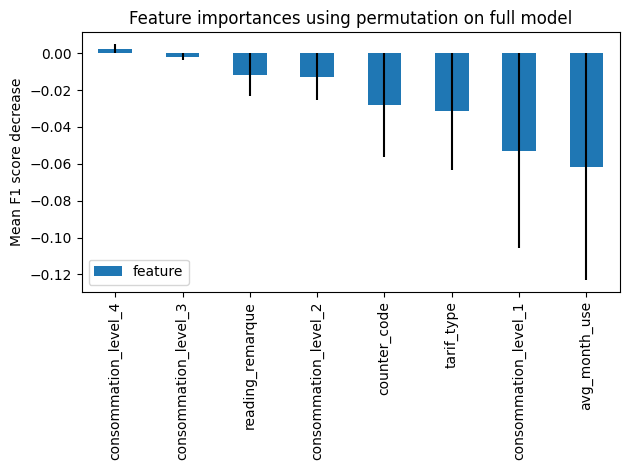 Feature importances using permutation on full model
Mean F1 score decrease
0.00
−0.02
−0.04
−0.06
−0.08
−0.10
−0.12
feature
consommation_level_4
consommation_level_3
reading_remarque
consommation_level_2
counter_code
tarif_type
consommation_level_1
avg_month_use